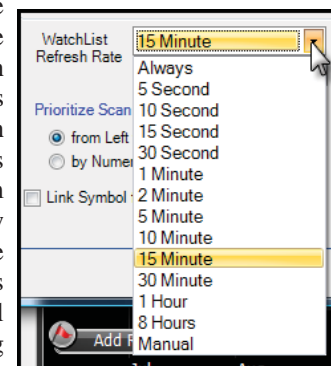 WatchList
Refresh Rate
15 Minute
Always
5 Second
Prioritize Scan
10 Second
from Left
15 Second
30 Second
by Nume
1 Minute
Link Symbol
2 Minute
5 Minute
10 Minute
15 Minute
30 Minute
1 Hour
8 Hours
Add
Manual